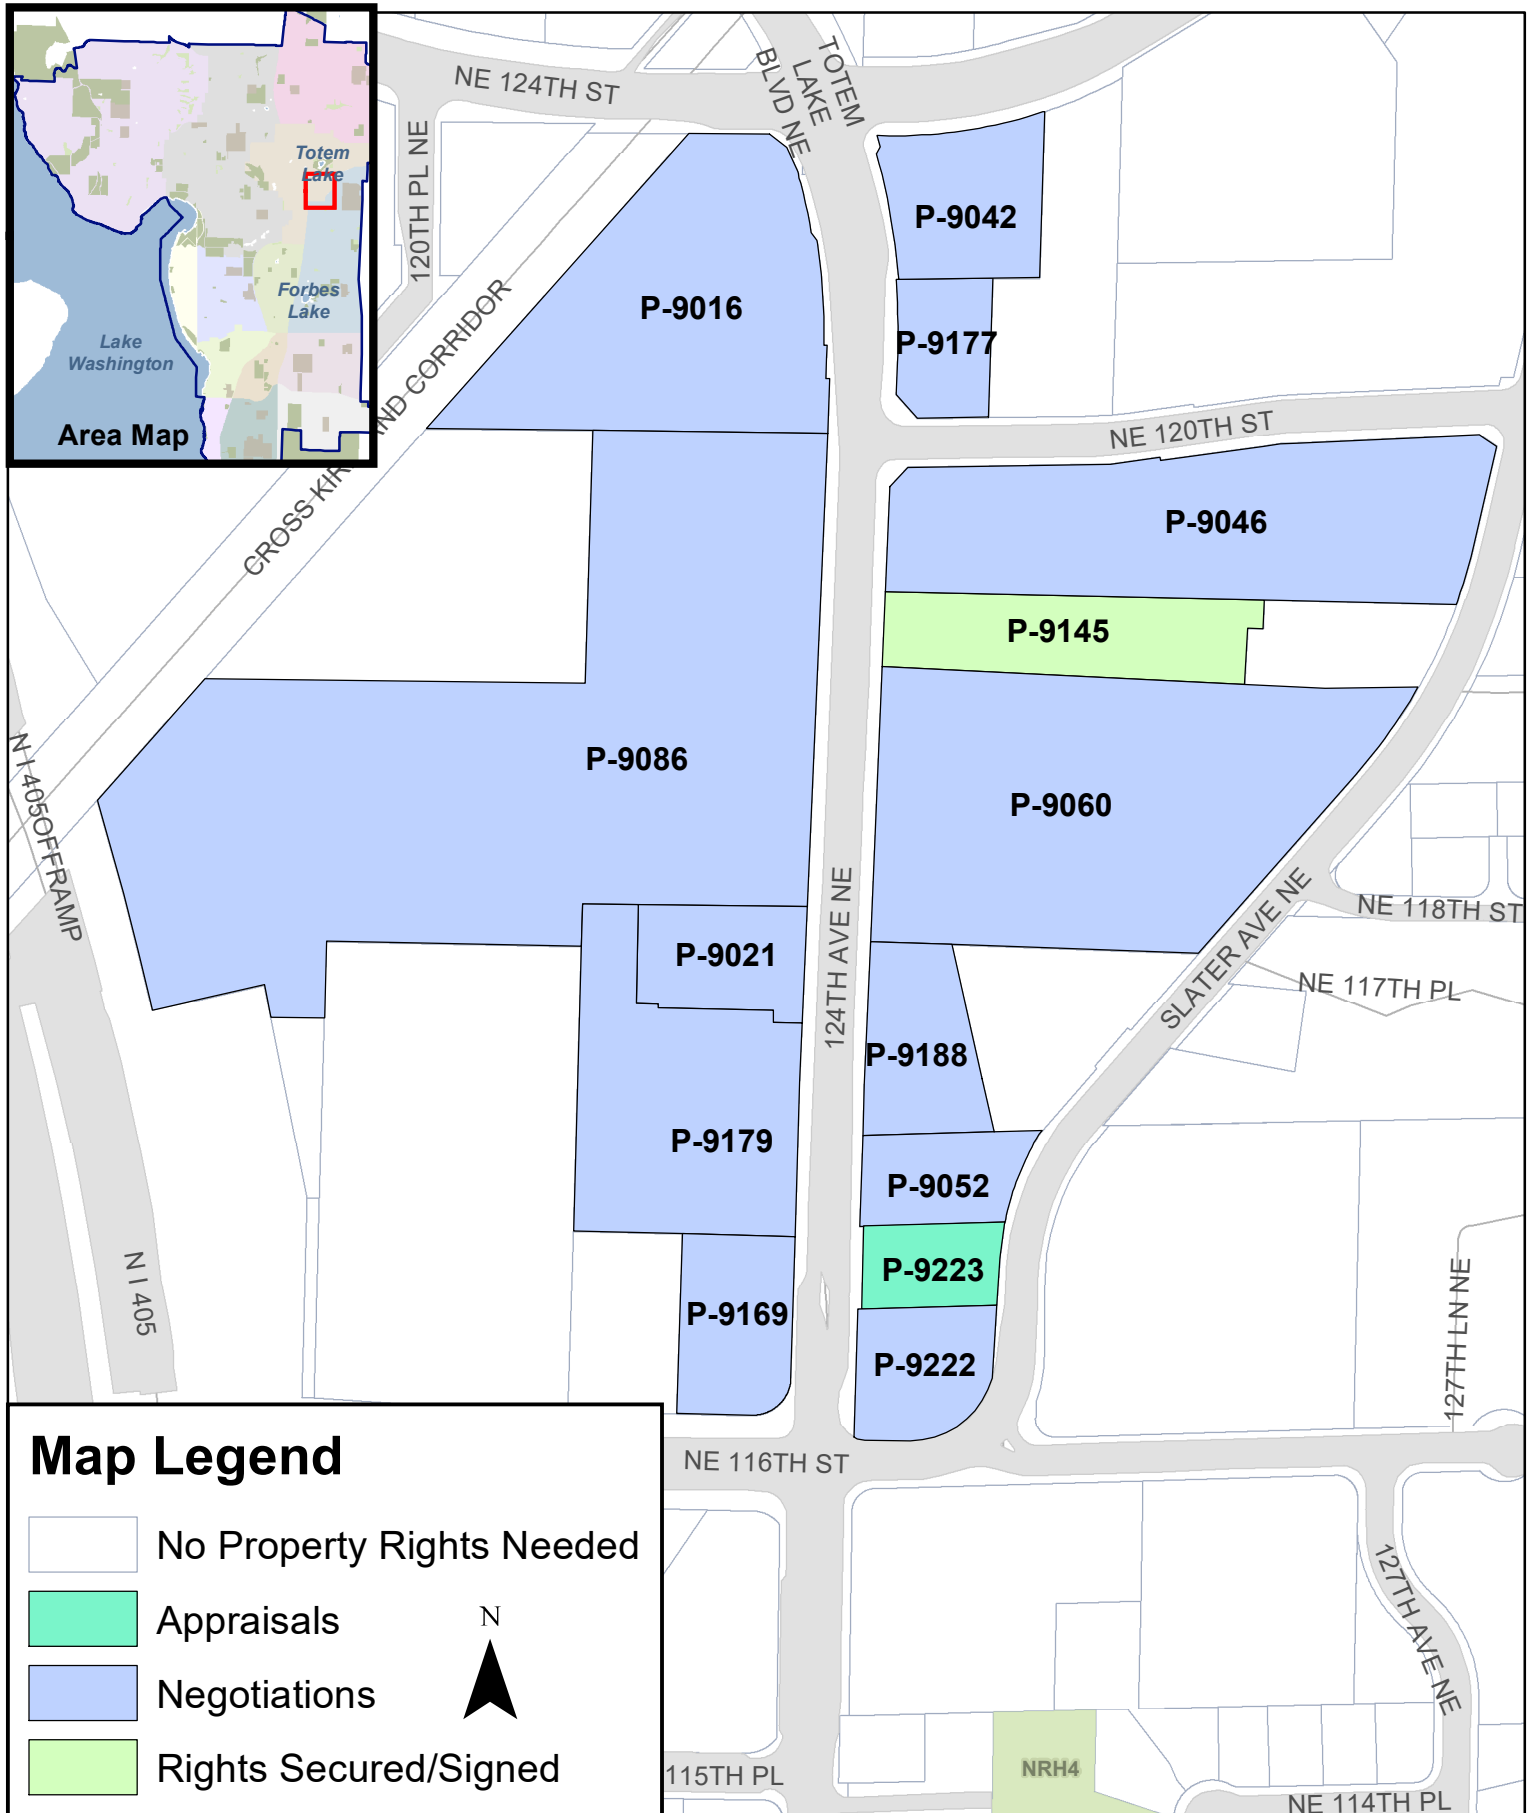 NE 124TH ST
TOTEM
LAKE
BLVD NE
120TH PL NE
Totem
Lake
Forbes
Lake
Lake
Washington
Area Map
P-9042
P-9016
P-9177
CROSS KIR
ND CORRIDOR
NE 120TH ST
P-9046
P-9145
P-9086
P-9060
N I 405OFFRAMP
124TH AVE NE
SLATER AVE NE
NE 118TH ST
P-9021
NE 117TH PL
P-9188
P-9179
P-9052
N I 405
P-9223
P-9169
P-9222
127TH LN NE
NE 116TH ST
127TH AVE NE
Map Legend
No Property Rights Needed
Appraisals
N
Negotiations
Rights Secured/Signed
115TH PL
NRH4
NE 114TH PL